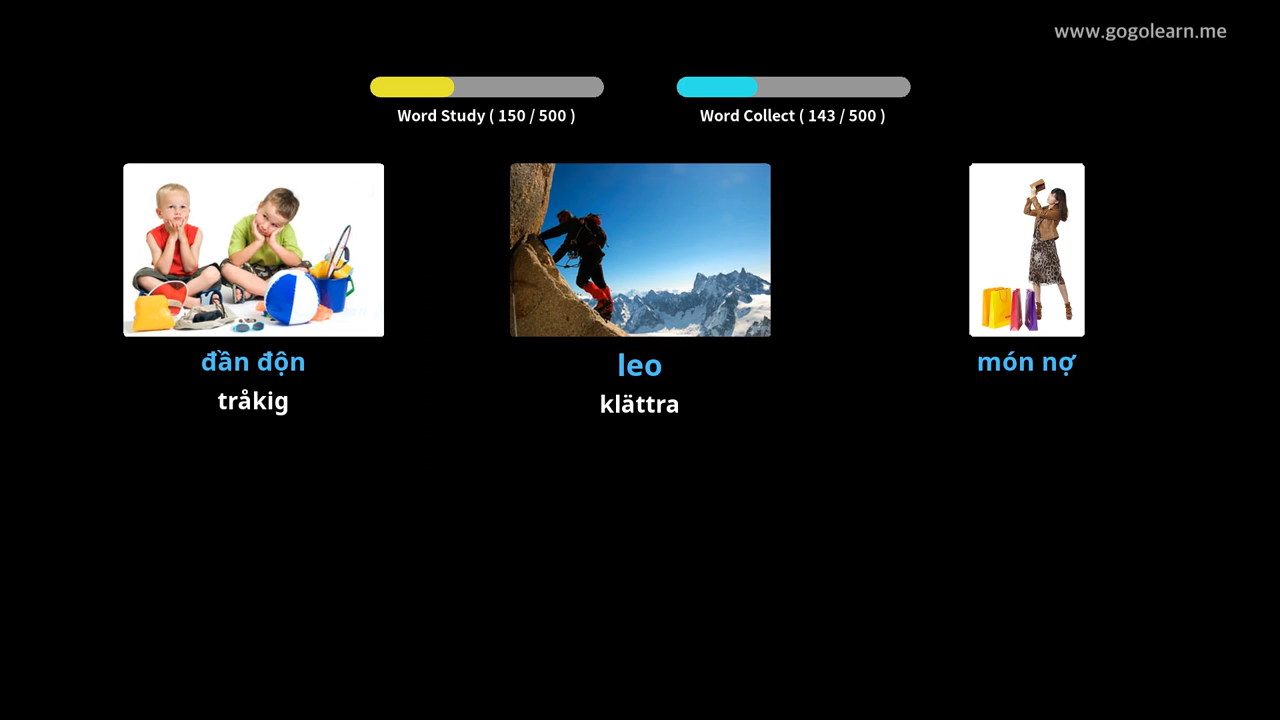 www.gogolearn.me
Word Study ( 150 / 500 )
Word Collect ( 143 / 500 )
đần độn
tråkig
leo
klättra
món nợ